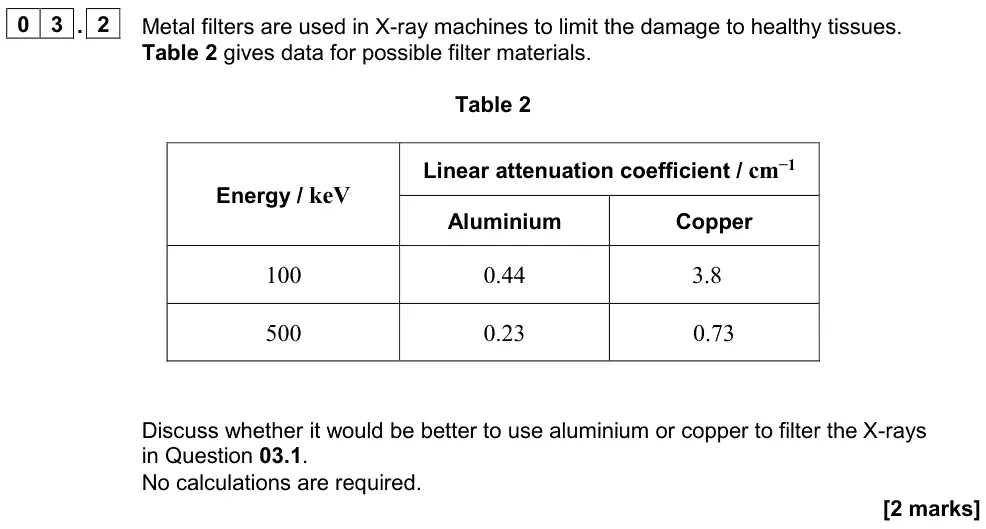 03.2 Metal filters are used in X-ray machines to limit the damage to healthy tissues.
Table 2 gives data for possible filter materials.
Table 2
Energy / keV
Linear attenuation coefficient / cm⁻¹
Aluminium Copper
100 0.44 3.8
500 0.23 0.73
Discuss whether it would be better to use aluminium or copper to filter the X-rays
in Question 03.1.
No calculations are required.
[2 marks]